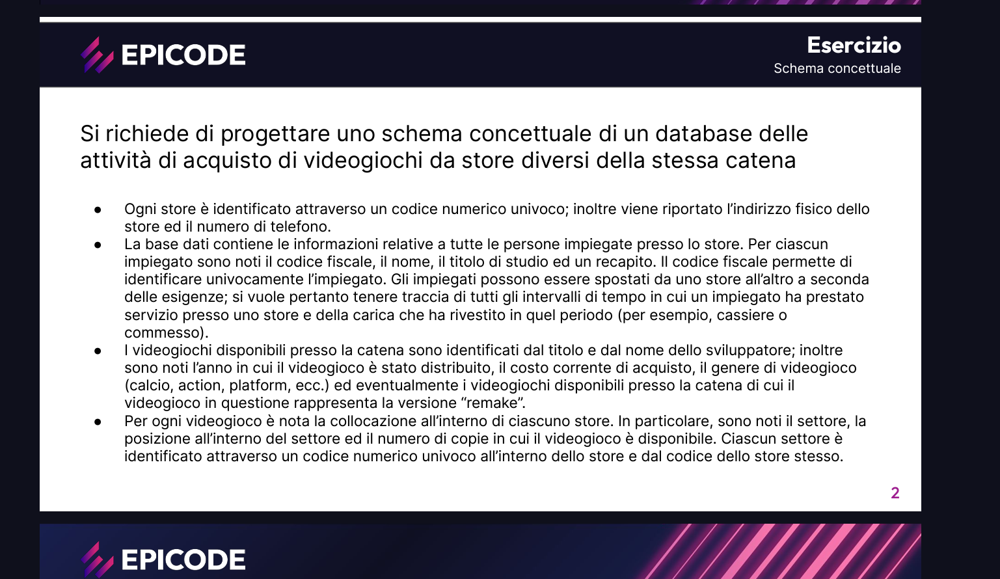 EPICODE
Esercizio
Schema concettuale
Si richiede di progettare uno schema concettuale di un database delle
attività di acquisto di videogiochi da store diversi della stessa catena
● Ogni store è identificato attraverso un codice numerico univoco; inoltre viene riportato l’indirizzo fisico dello
store ed il numero di telefono.
● La base dati contiene le informazioni relative a tutte le persone impiegate presso lo store. Per ciascun
impiegato sono noti il codice fiscale, il nome, il titolo di studio ed un recapito. Il codice fiscale permette di
identificare univocamente l’impiegato. Gli impiegati possono essere spostati da uno store all’altro a seconda
delle esigenze; si vuole pertanto tenere traccia di tutti gli intervalli di tempo in cui un impiegato ha prestato
servizio presso uno store e della carica che ha rivestito in quel periodo (per esempio, cassiere o
commesso).
● I videogiochi disponibili presso la catena sono identificati dal titolo e dal nome dello sviluppatore; inoltre
sono noti l’anno in cui il videogioco è stato distribuito, il costo corrente di acquisto, il genere di videogioco
(calcio, action, platform, ecc.) ed eventualmente i videogiochi disponibili presso la catena di cui il
videogioco in questione rappresenta la versione “remake”.
● Per ogni videogioco è nota la collocazione all’interno di ciascuno store. In particolare, sono noti il settore, la
posizione all’interno del settore ed il numero di copie in cui il videogioco è disponibile. Ciascun settore è
identificato attraverso un codice numerico univoco all’interno dello store e dal codice dello store stesso.
2
EPICODE